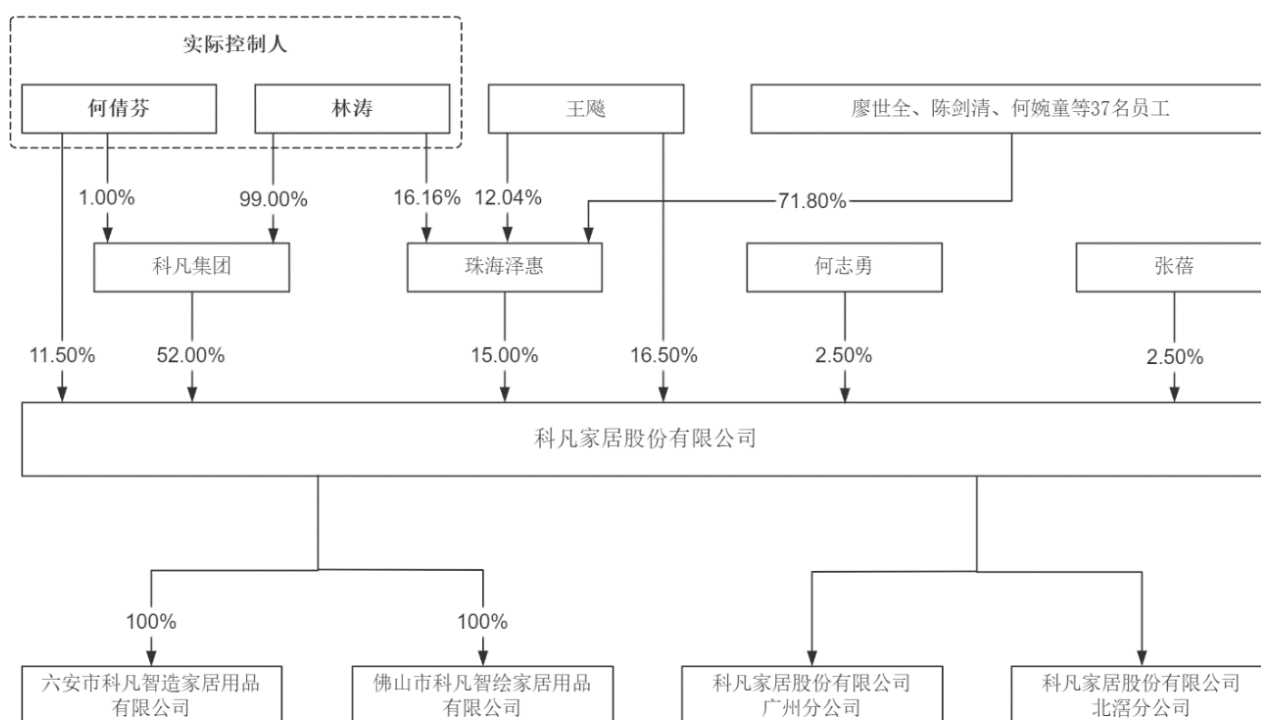 实际控制人
何倩芬
林涛
王飚
廖世全、陈剑清、何婉童等37名员工
1.00%
99.00%
16.16%
12.04%
71.80%
科凡集团
珠海泽惠
何志勇
张蓓
11.50%
52.00%
15.00%
16.50%
2.50%
2.50%
科凡家居股份有限公司
100%
100%
六安市科凡智造家居用品
有限公司
佛山市科凡智绘家居用品
有限公司
科凡家居股份有限公司
广州分公司
科凡家居股份有限公司
北滘分公司